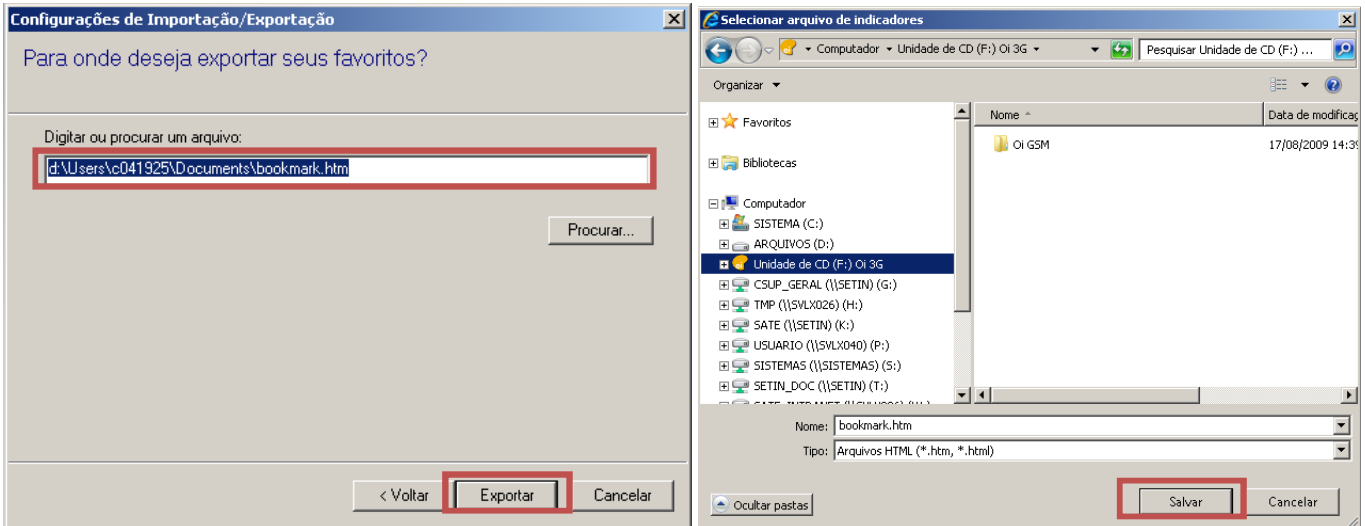 Configurações de Importação/Exportação
Para onde deseja exportar seus favoritos?
Digitar ou procurar um arquivo:
d:\Users\c041925\Documents\bookmark.htm
Procurar...
< Voltar
Exportar
Cancelar
Selecionar arquivo de indicadores
Computador
Unidade de CD (F:) Oi 3G
Pesquisar Unidade de CD (F:) ...
Organizar
Favoritos
Bibliotecas
Computador
SISTEMA (C:)
ARQUIVOS (D:)
Unidade de CD (F:) Oi 3G
CSUP_GERAL (\\SETIN) (G:)
TMP (\\SVLX026) (H:)
SATE (\\SETIN) (K:)
USUARIO (\\SVLX040) (P:)
SISTEMAS (\\SISTEMAS) (S:)
SETIN_DOC (\\SETIN) (T:)
Nome
Data de modificaç
Oi GSM
17/08/2009 14:39
Nome: bookmark.htm
Tipo: Arquivos HTML (*.htm, *.html)
Ocultar pastas
Salvar
Cancelar